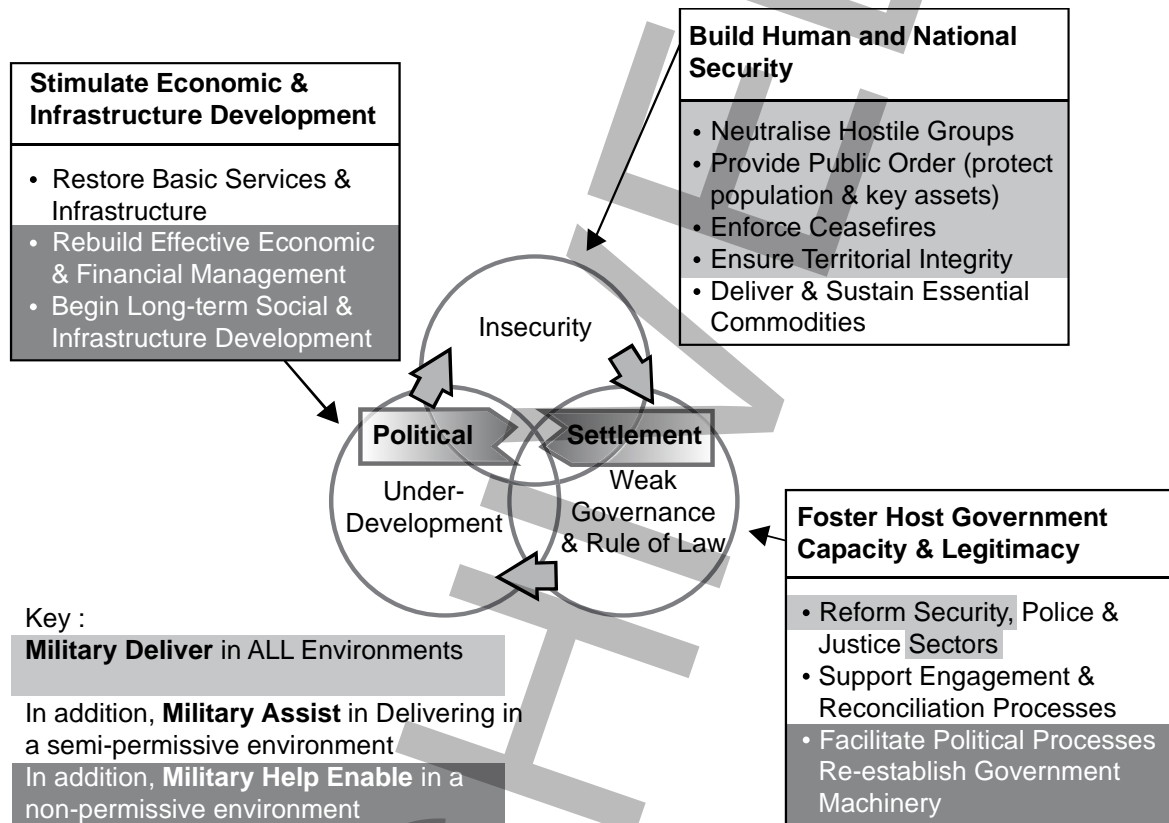 Stimulate Economic &
Infrastructure Development
• Restore Basic Services &
Infrastructure
• Rebuild Effective Economic
& Financial Management
• Begin Long-term Social &
Infrastructure Development
Build Human and National
Security
• Neutralise Hostile Groups
• Provide Public Order (protect
population & key assets)
• Enforce Ceasefires
• Ensure Territorial Integrity
• Deliver & Sustain Essential
Commodities
Insecurity
Political
Settlement
Under-
Development
Weak
Governance
& Rule of Law
Foster Host Government
Capacity & Legitimacy
• Reform Security, Police &
Justice Sectors
• Support Engagement &
Reconciliation Processes
• Facilitate Political Processes
Re-establish Government
Machinery
Key :
Military Deliver in ALL Environments
In addition, Military Assist in Delivering in
a semi-permissive environment
In addition, Military Help Enable in a
non-permissive environment